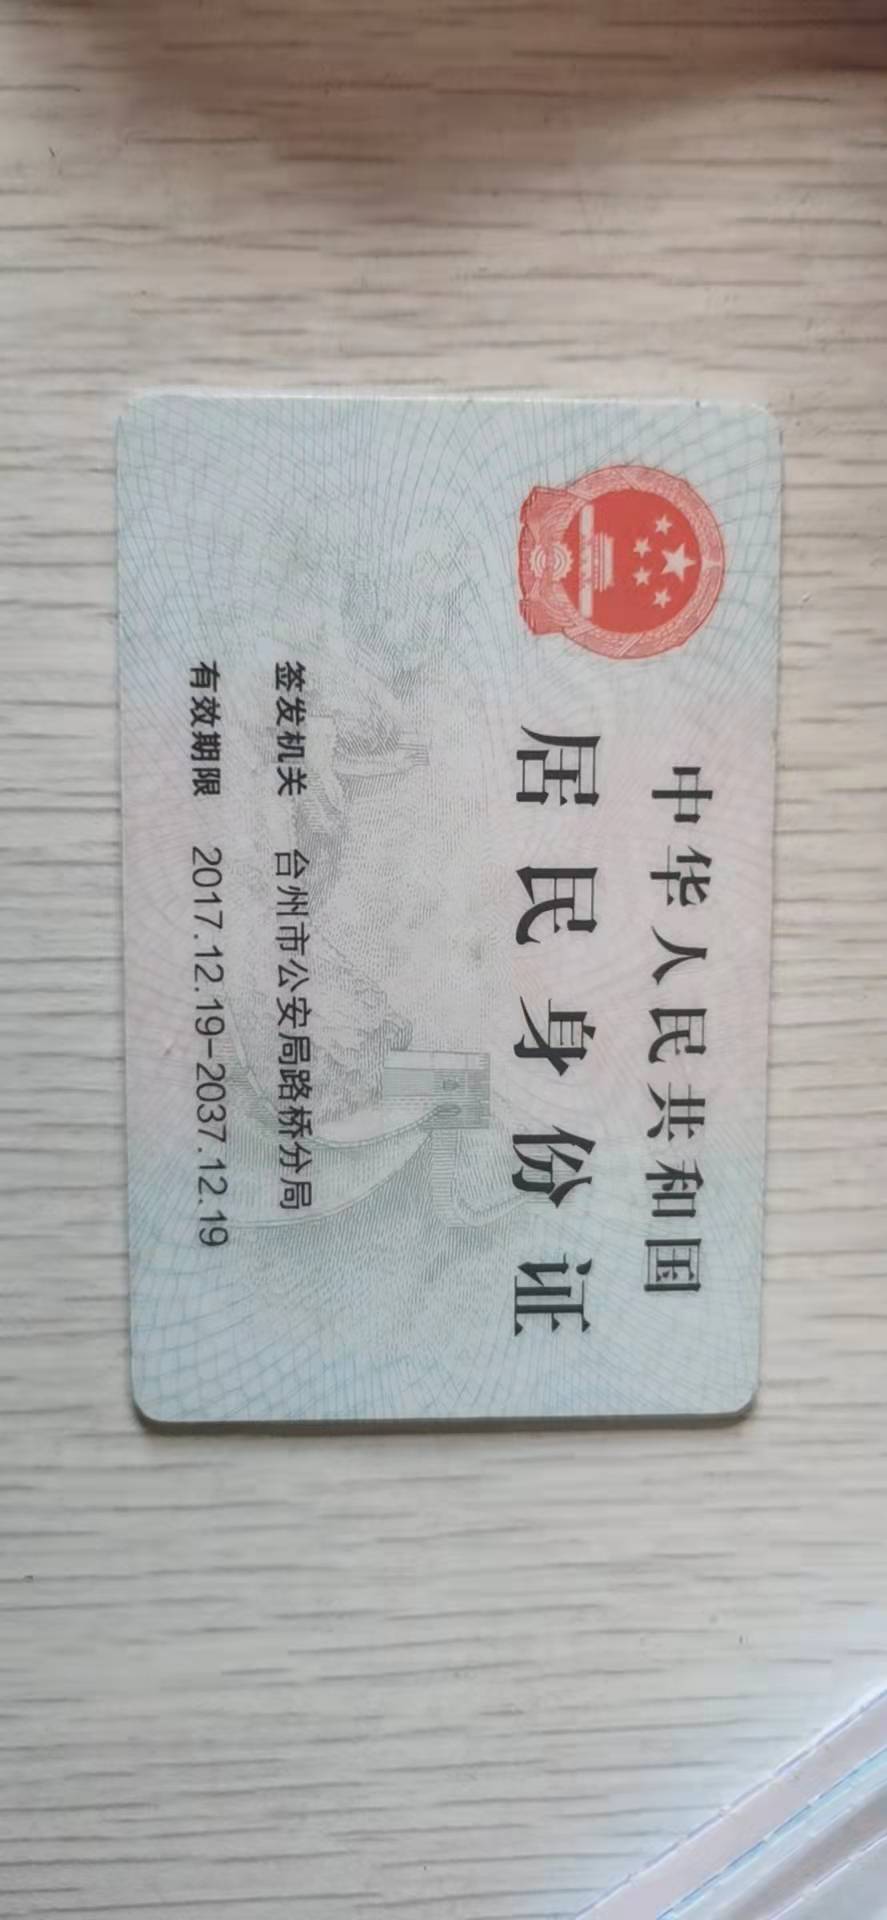 中华人民共和国
居民身份证
签发机关 台州市公安局路桥分局
有效期限 2017.12.19-2037.12.19